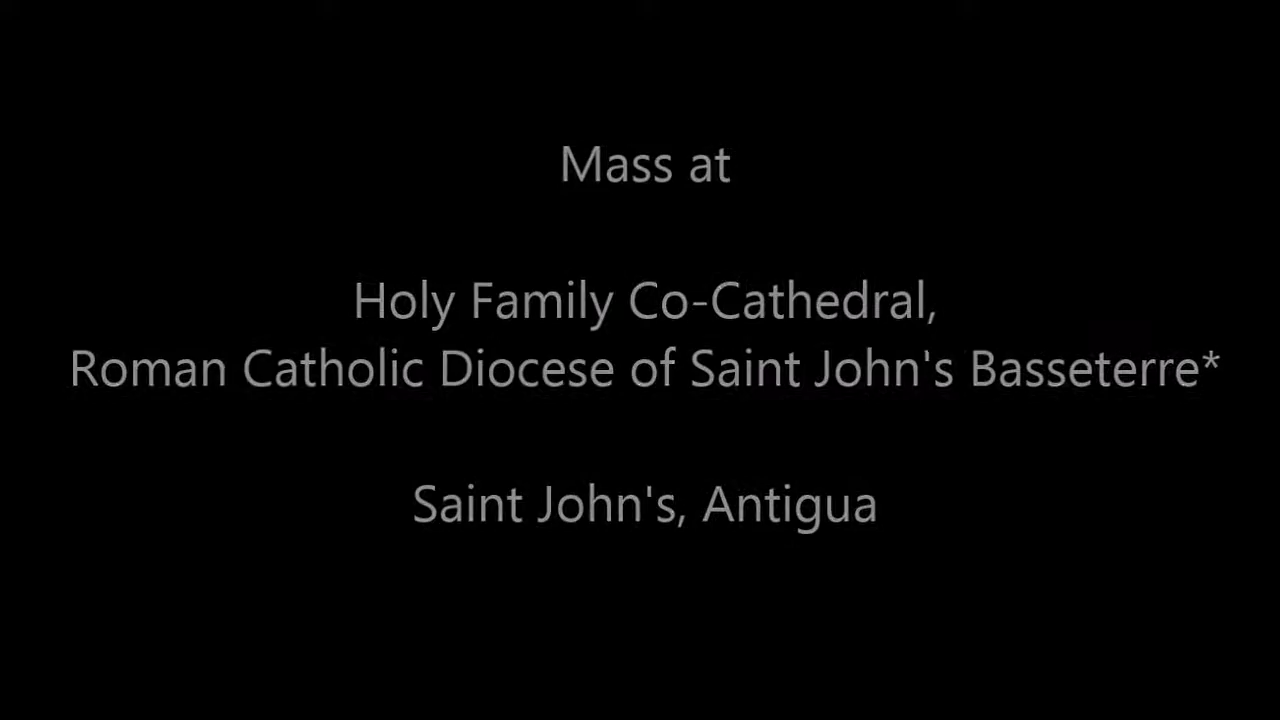 Mass at
Holy Family Co-Cathedral,
Roman Catholic Diocese of Saint John's Basseterre*
Saint John's, Antigua